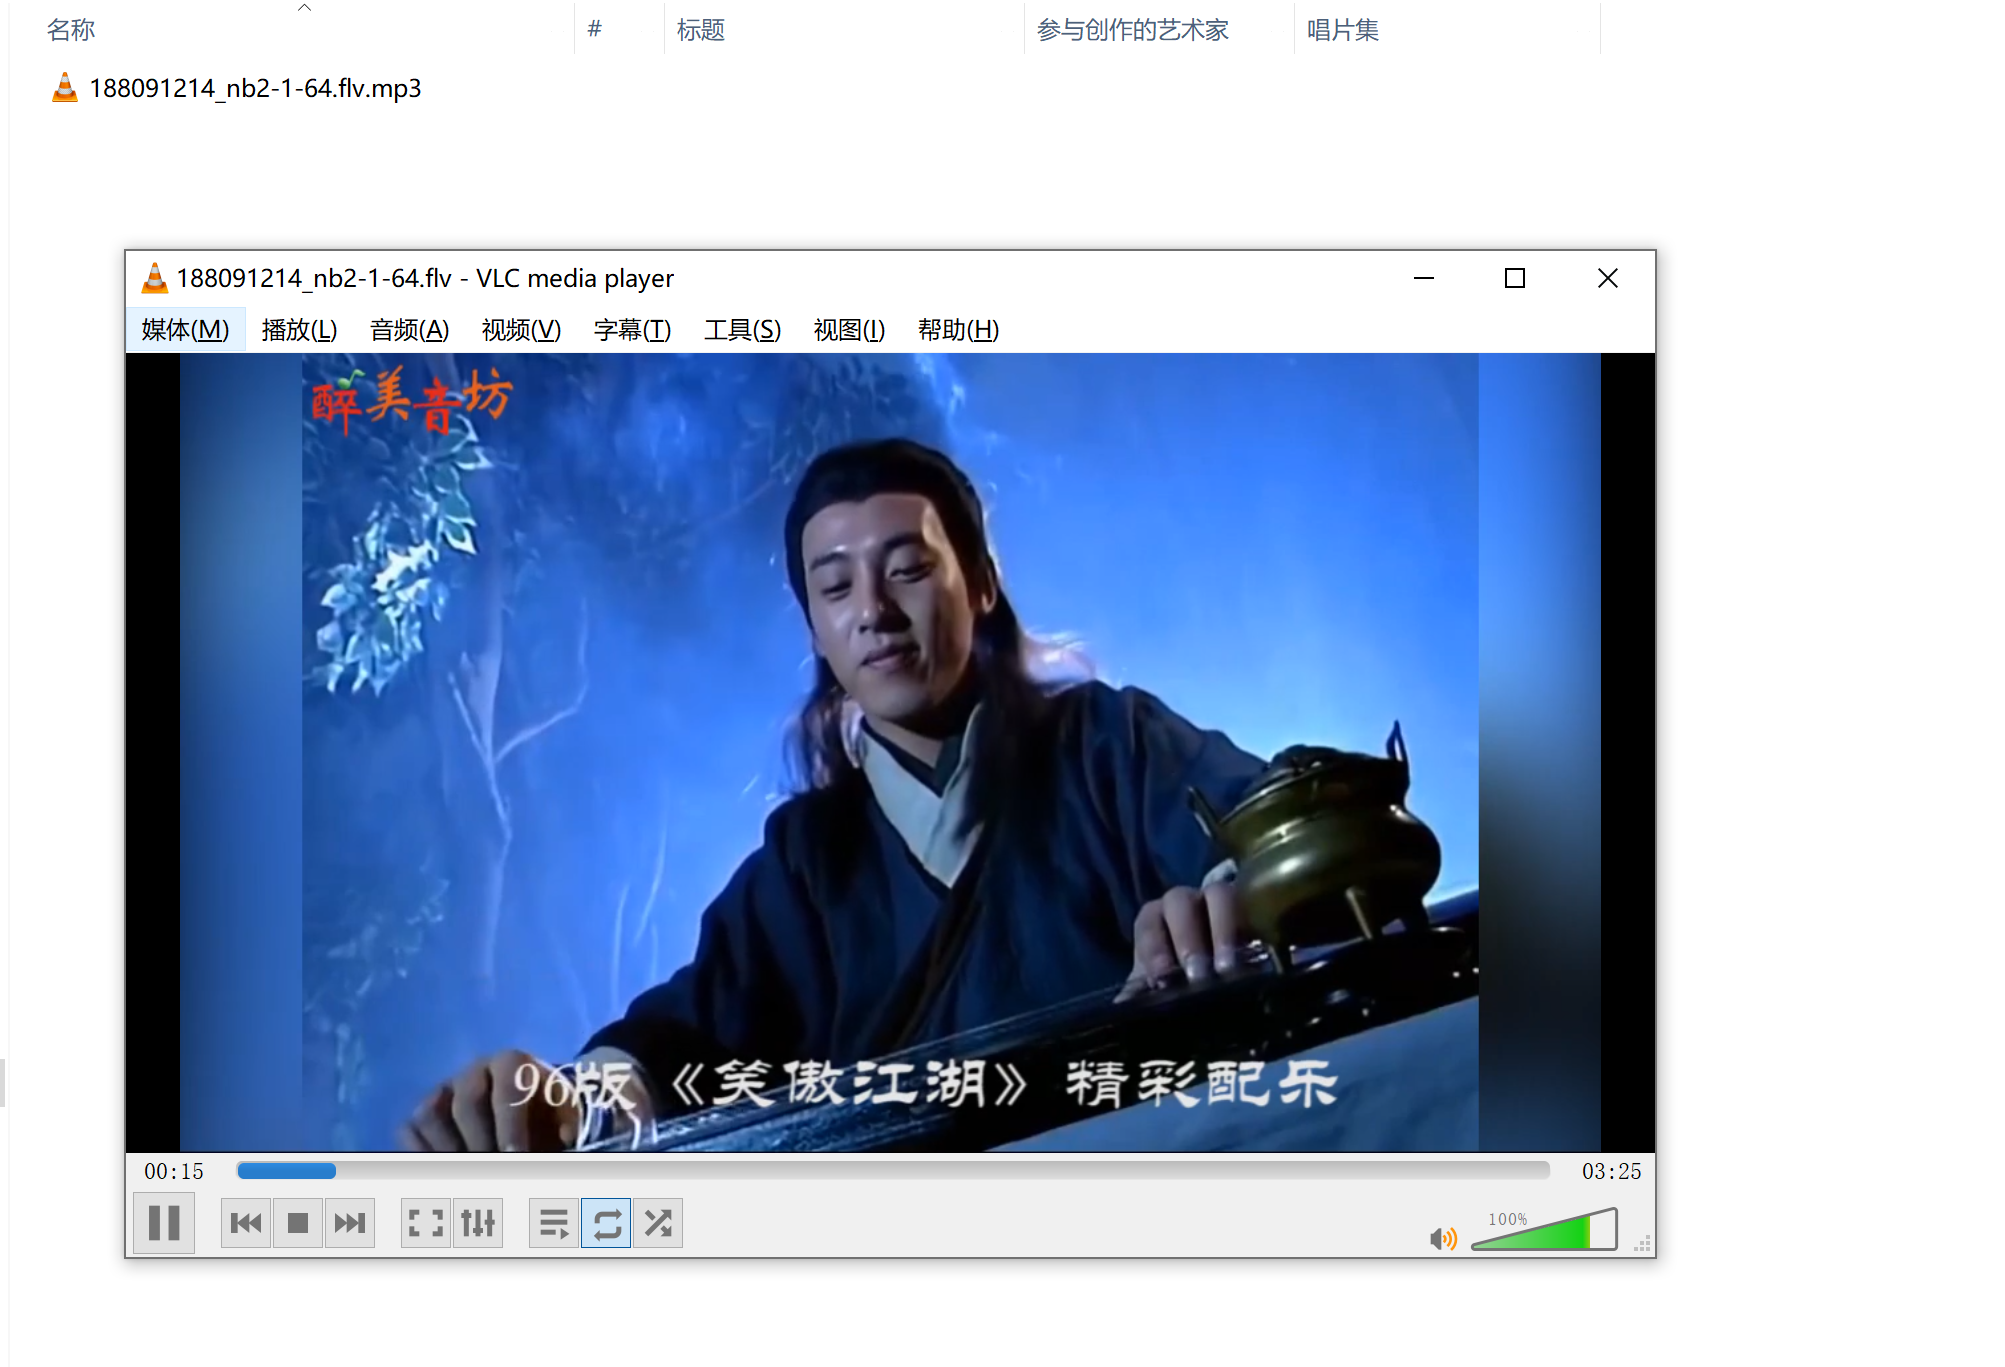 名称
#
标题
参与创作的艺术家
唱片集
188091214_nb2-1-64.flv.mp3
188091214_nb2-1-64.flv - VLC media player
媒体(M) 播放(L) 音频(A) 视频(V) 字幕(T) 工具(S) 视图(I) 帮助(H)
醉美音坊
96版《笑傲江湖》精彩配乐
00:15
03:25
100%